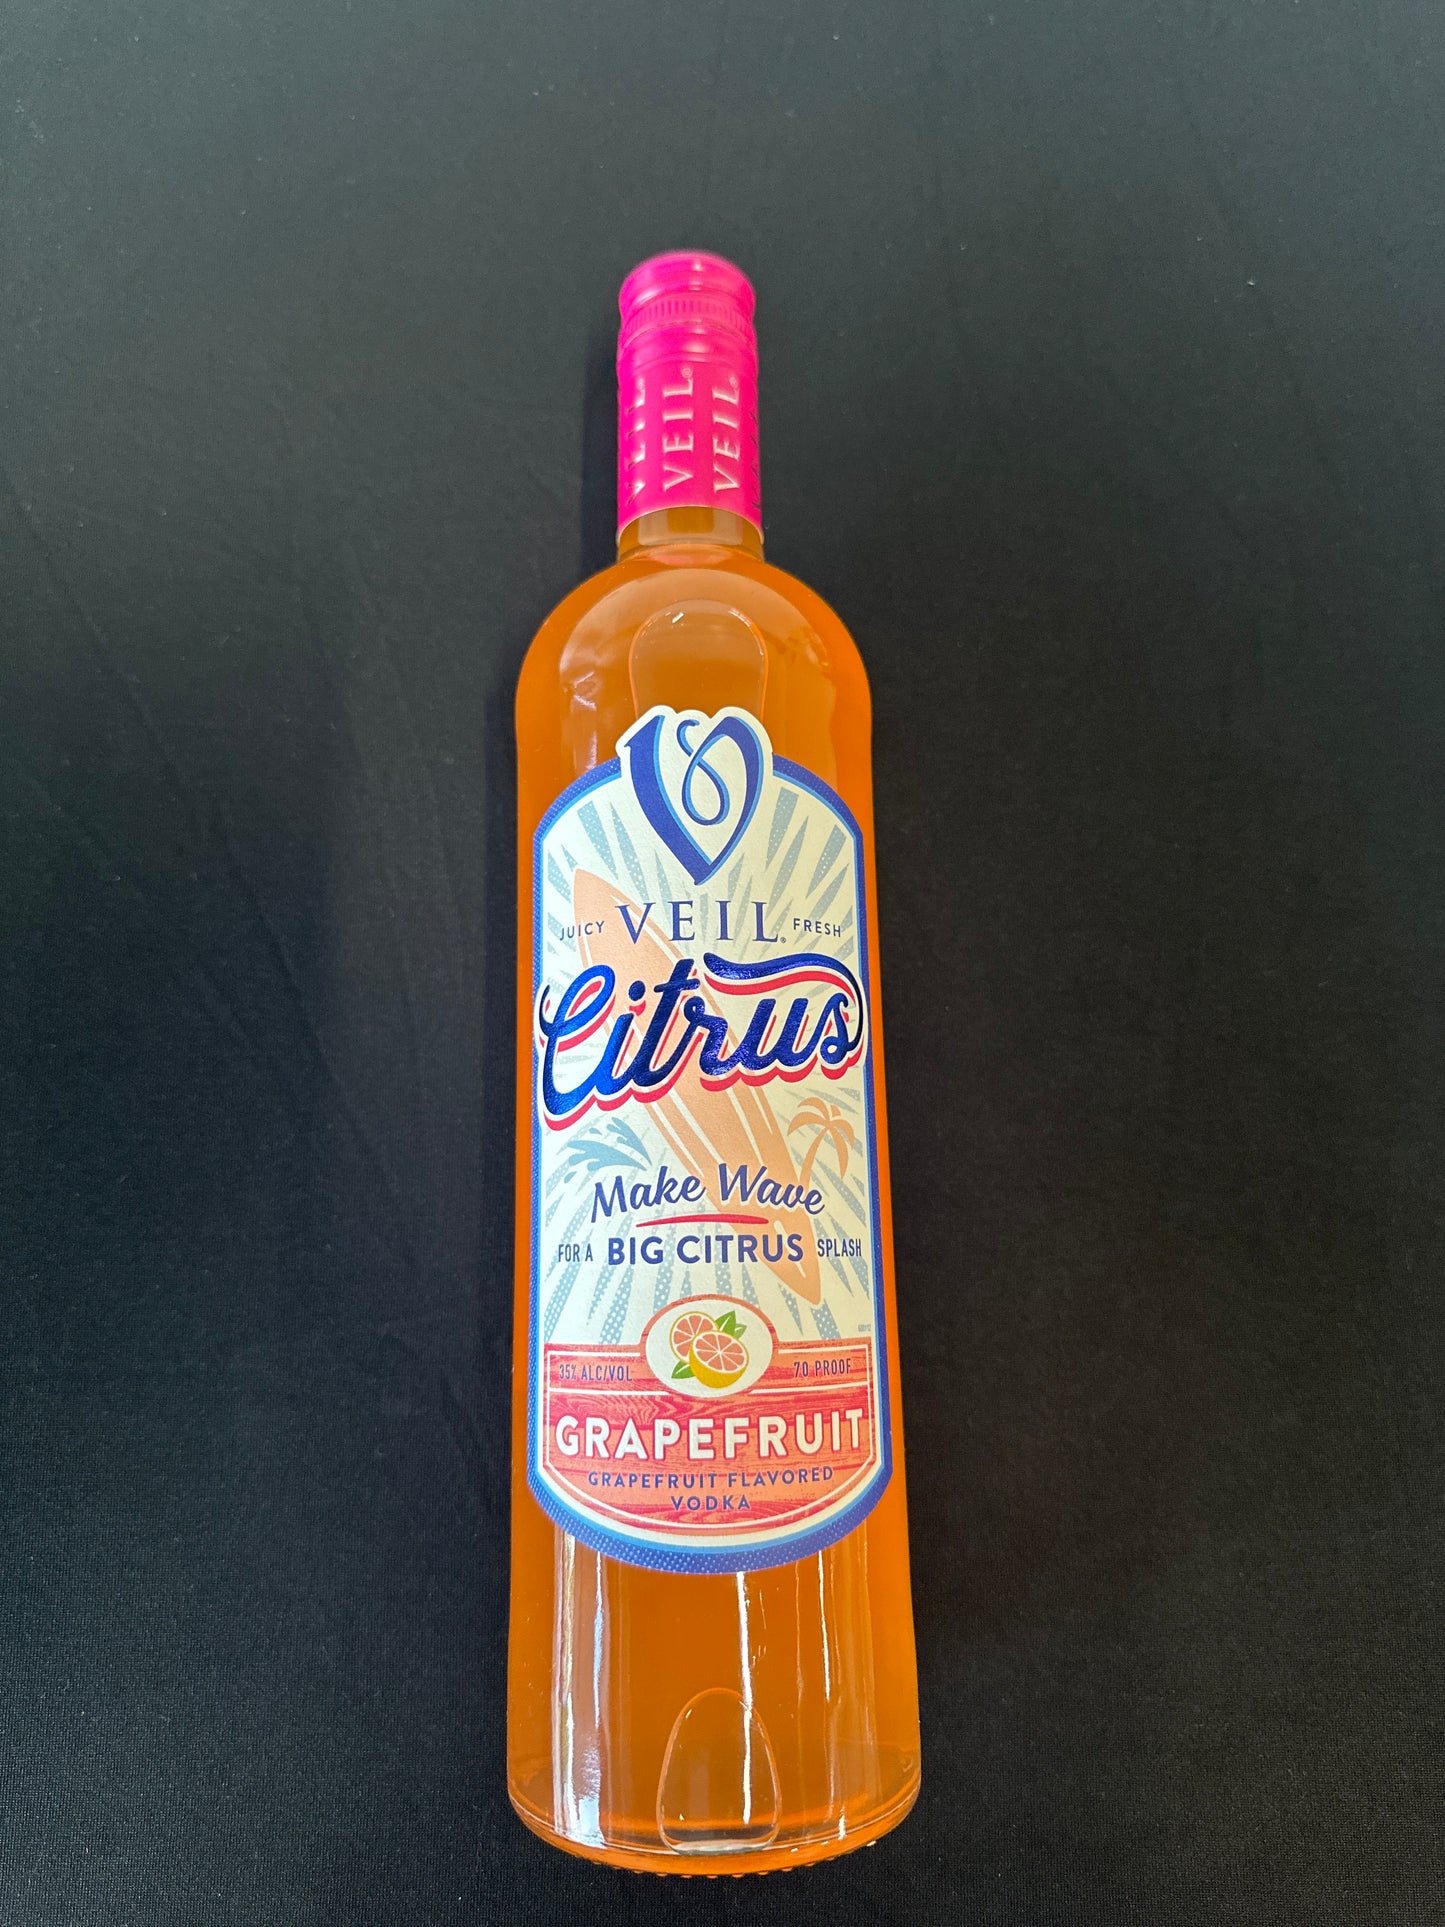 VEIL®
VEIL®
VEIL®
V
JUICY VEIL® FRESH
Citrus
Make Wave
FOR A BIG CITRUS SPLASH
35% ALC/VOL 70 PROOF
GRAPEFRUIT
GRAPEFRUIT FLAVORED
VODKA